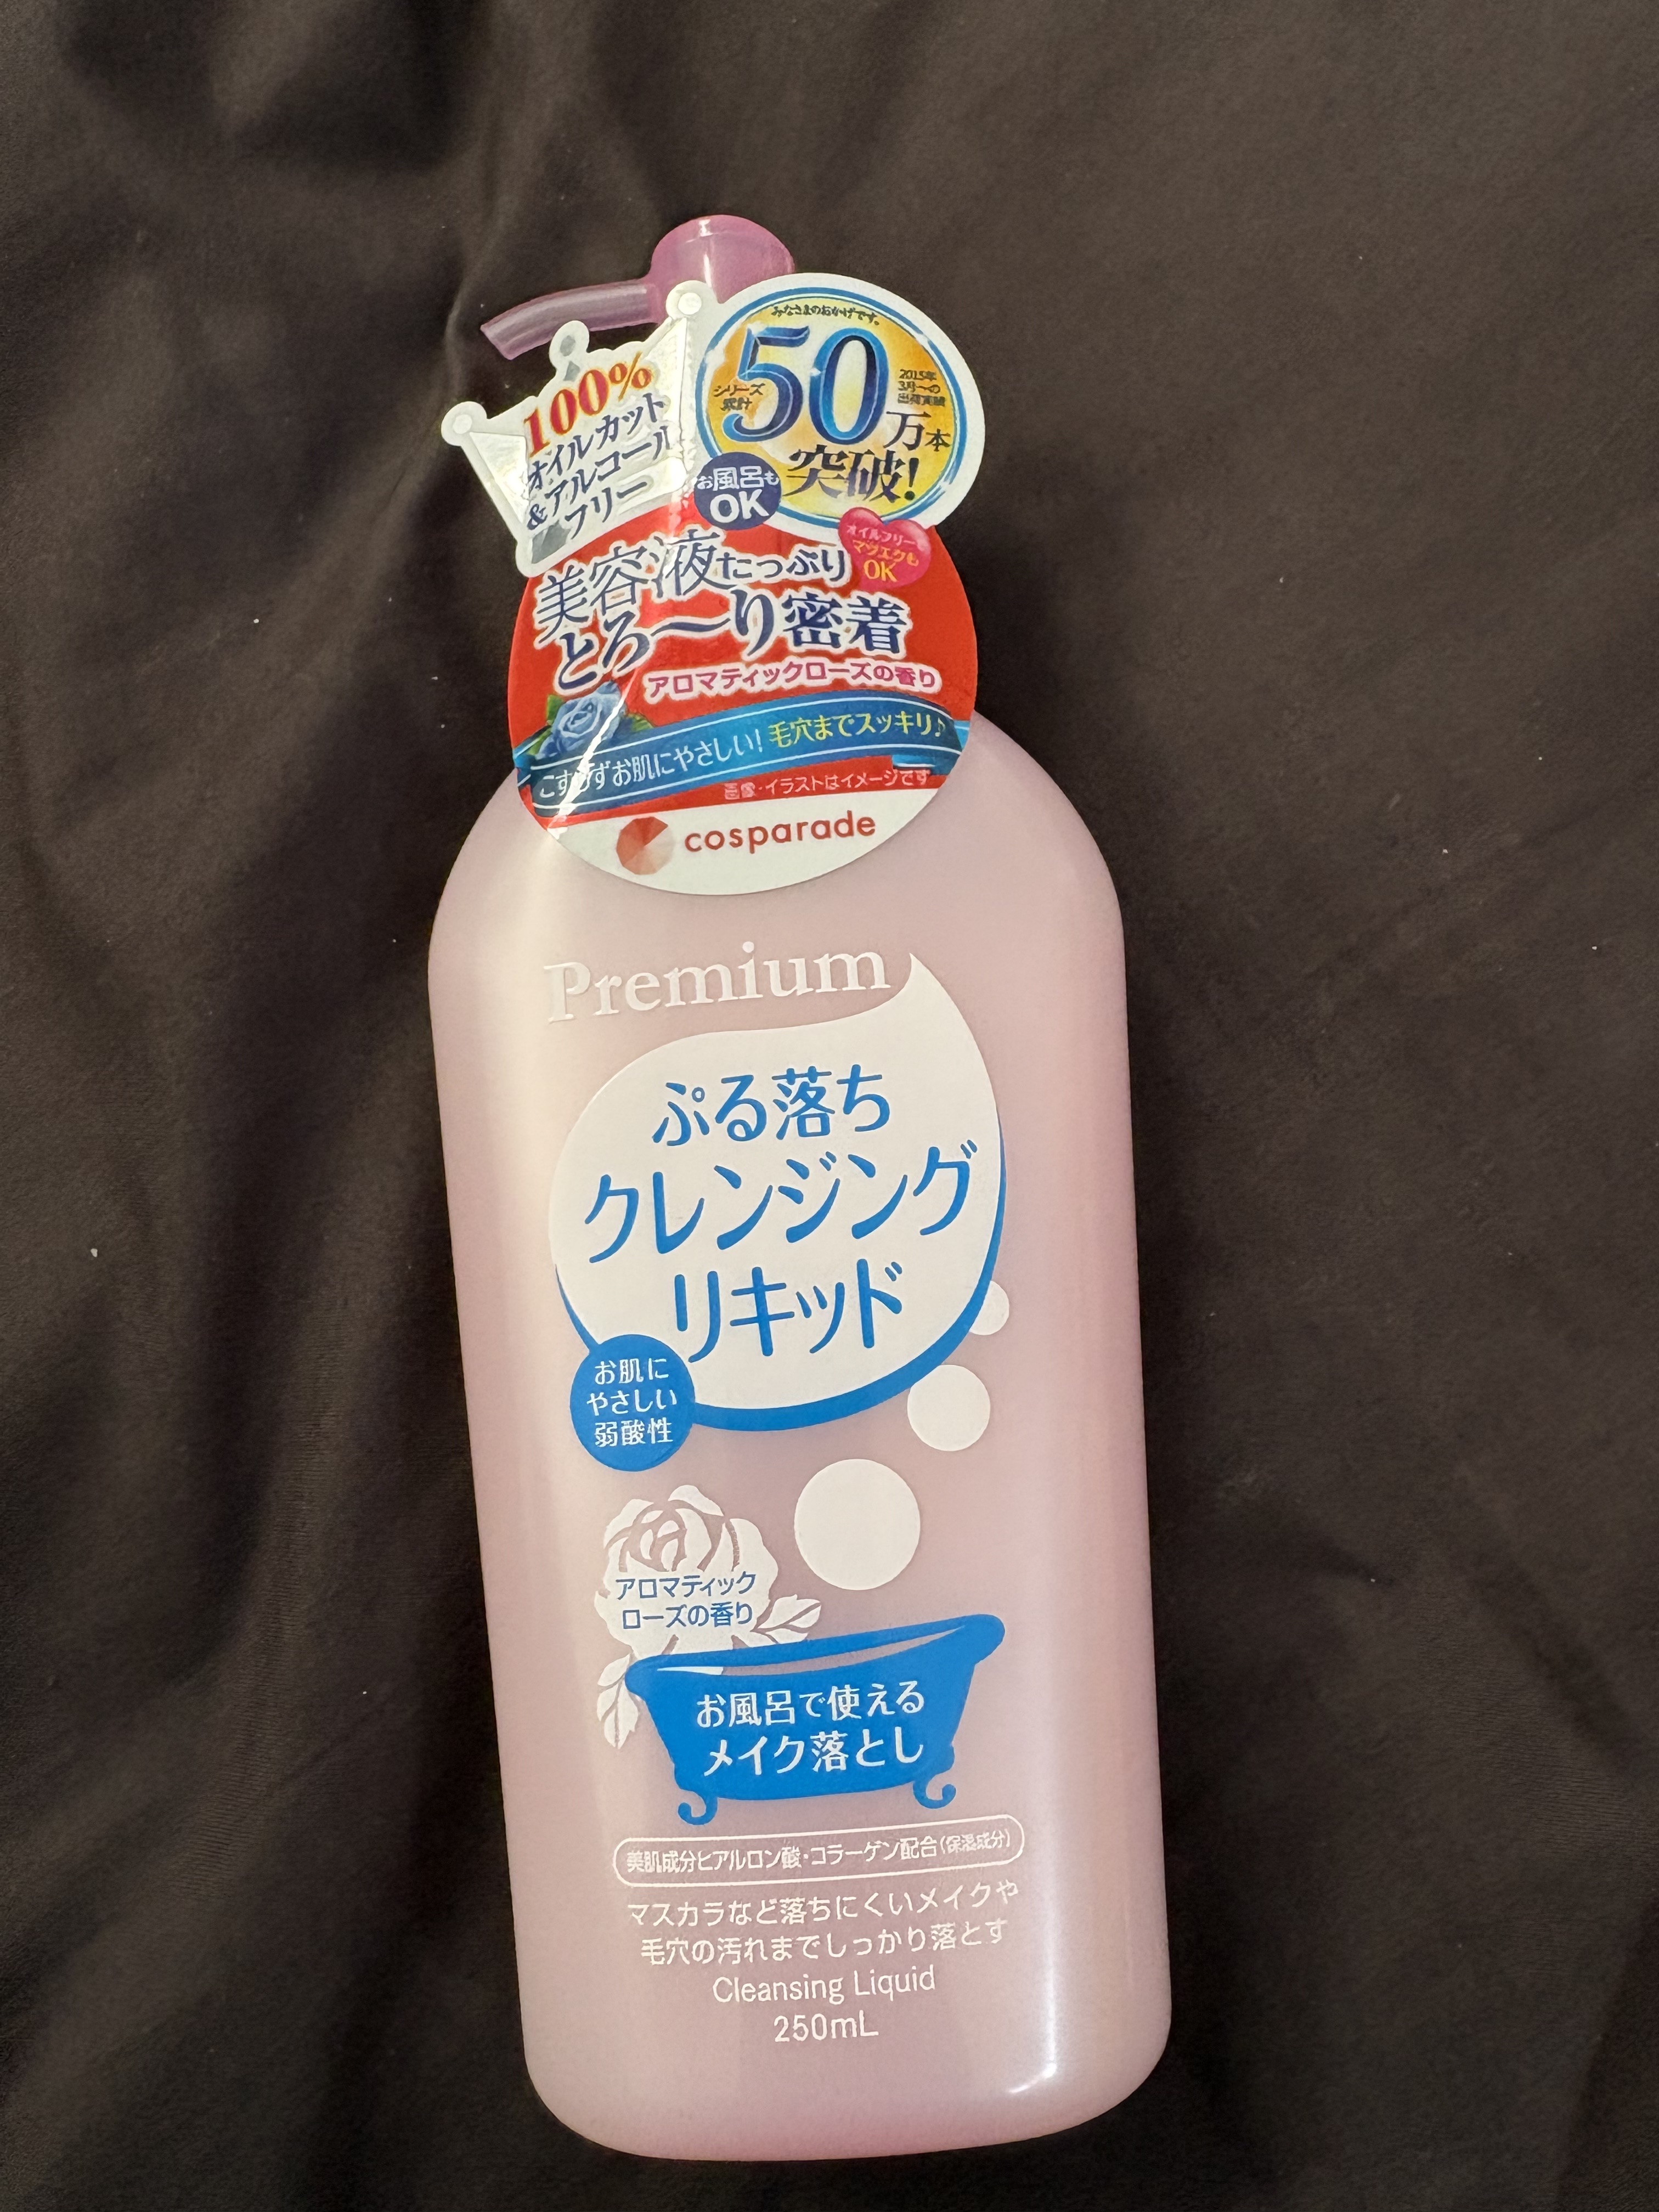 みなさまのおかげです。
シリーズ
累計
50万本
突破!
2015年
3月〜の
出荷実績
100%
オイルカット
&アルコール
フリー
お風呂も
OK
オイルフリー
マツエクも
OK
美容液たっぷり
とろ〜り密着
アロマティックローズの香り
こすらずお肌にやさしい!毛穴までスッキリ♪
画像・イラストはイメージです
cosparade
Premium
ぷる落ち
クレンジング
リキッド
お肌に
やさしい
弱酸性
アロマティック
ローズの香り
お風呂で使える
メイク落とし
美肌成分ヒアルロン酸・コラーゲン配合(保湿成分)
マスカラなど落ちにくいメイクや
毛穴の汚れまでしっかり落とす
Cleansing Liquid
250mL